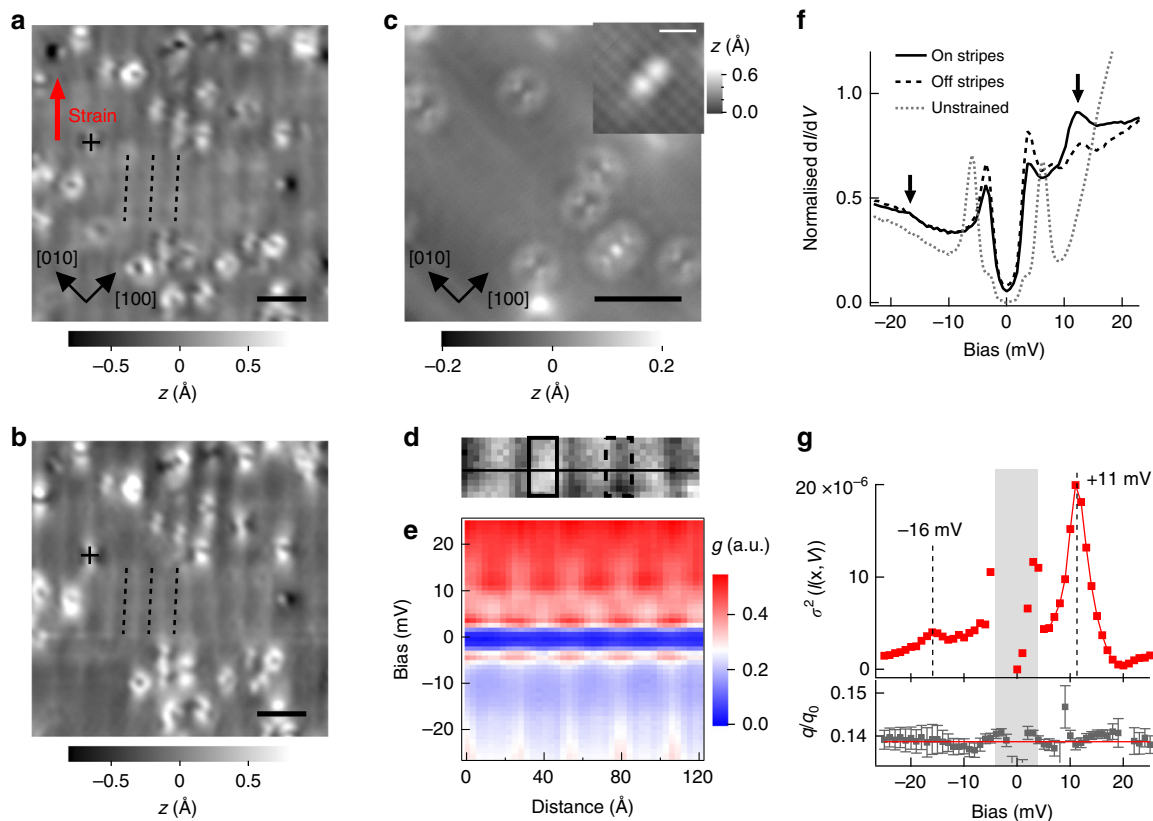 a
Strain
[010]
[100]
−0.5
0
0.5
z (Å)
b
−0.5
0
0.5
z (Å)
c
z (Å)
0.6
0.0
[010]
[100]
−0.2
0
0.2
z (Å)
d
e
20
10
0
−10
−20
Bias (mV)
0
40
80
120
Distance (Å)
g (a.u.)
0.4
0.2
0.0
f
On stripes
Off stripes
Unstrained
1.0
0.5
0.0
Normalised dI/dV
−20
−10
0
10
20
Bias (mV)
g
20 ×10⁻⁶
10
0
σ² (I(x, V))
−16 mV
+11 mV
0.15
0.14
q/q₀
−20
−10
0
10
20
Bias (mV)